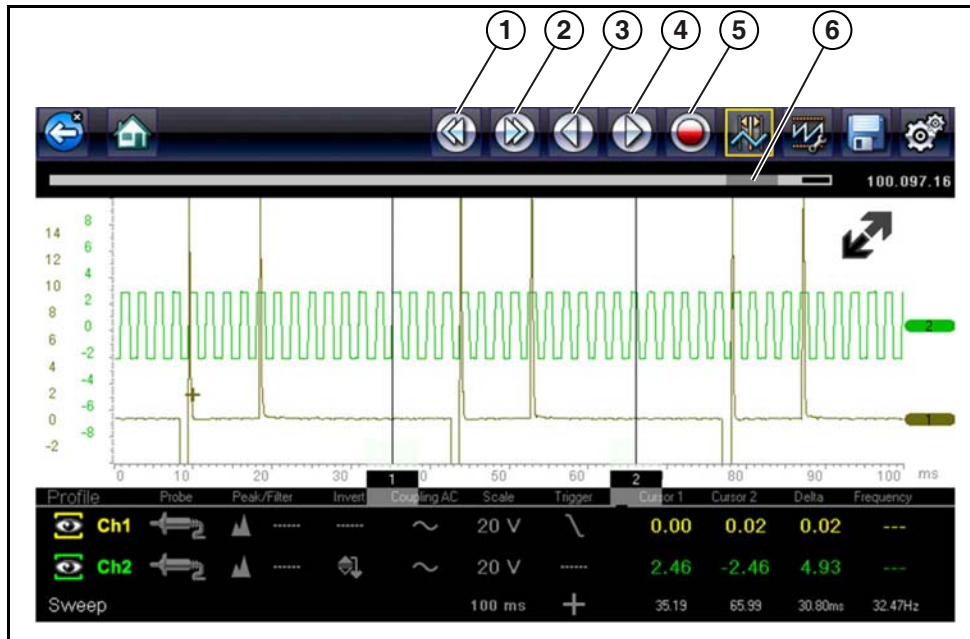 1 2 3 4 5 6
100.097.16
14 8
12 6
10 4
8 2
6 0
4 -2
2 -4
0 -6
-2 -8
2
1
0 10 20 30 1 0 50 60 2 80 90 100 ms
Profile Probe Peak/Filter Invert Coupling AC Scale Trigger Cursor 1 Cursor 2 Delta Frequency
Ch1 ------ ------ 20 V 0.00 0.02 0.02 ---
Ch2 ------ 20 V ------ 2.46 -2.46 4.93 ---
Sweep 100 ms 35.19 65.99 30.80ms 32.47Hz